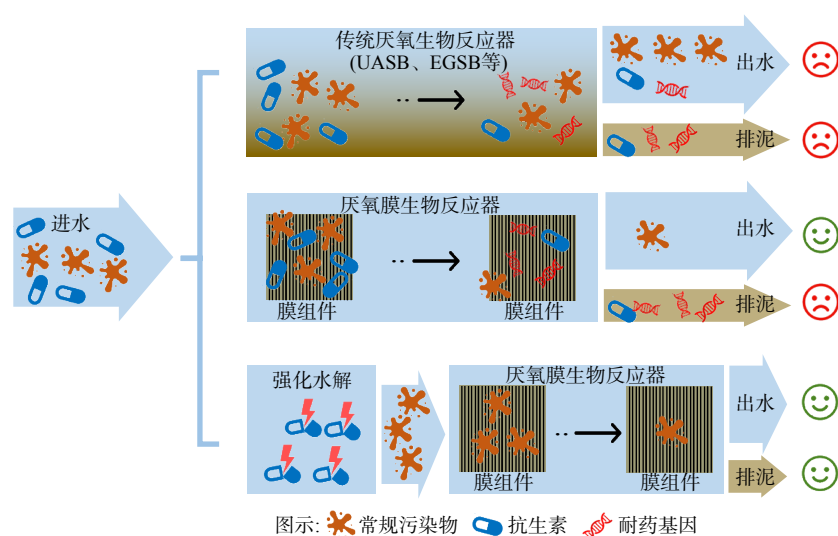 传统厌氧生物反应器
(UASB、EGSB等)
出水
排泥
进水
厌氧膜生物反应器
膜组件
膜组件
出水
排泥
强化水解
厌氧膜生物反应器
膜组件
膜组件
出水
排泥
图示: 常规污染物 抗生素 耐药基因